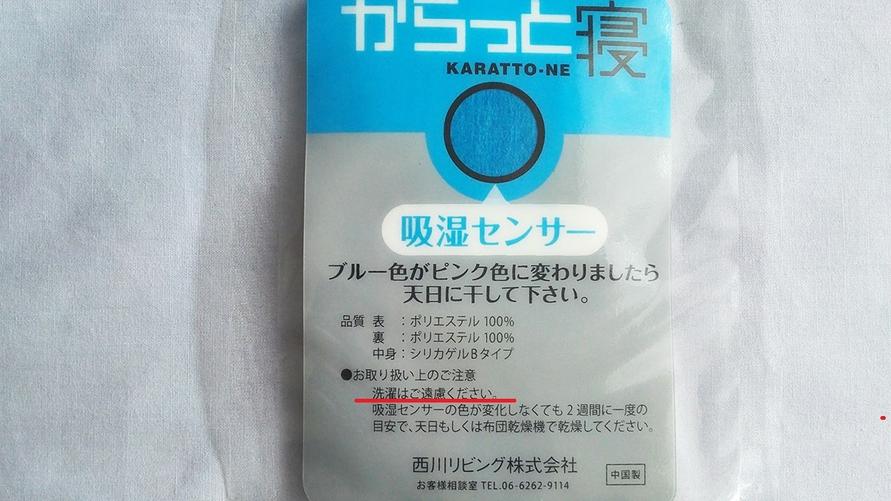 からっと寝
KARATTO-NE
吸湿センサー
ブルー色がピンク色に変わりましたら
天日に干して下さい。
品質 表 :ポリエステル 100%
裏 :ポリエステル 100%
中身:シリカゲルBタイプ
●お取り扱い上のご注意
洗濯はご遠慮ください。
吸湿センサーの色が変化しなくても2週間に一度の
目安で、天日もしくは布団乾燥機で乾燥してください。
西川リビング株式会社
お客様相談室 TEL.06-6262-9114
中国製